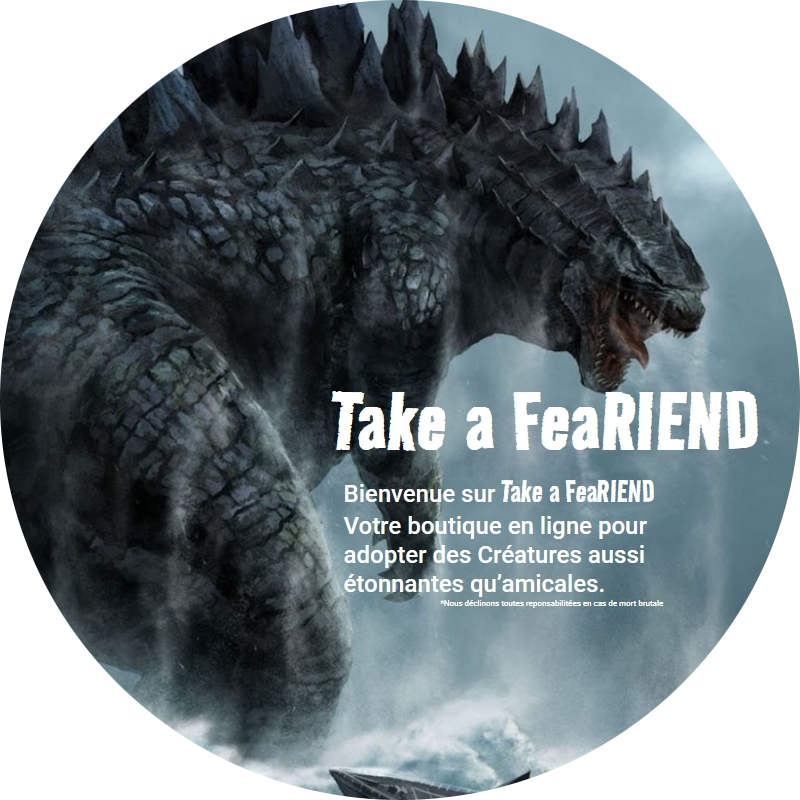 Take a FeaRIEND
Bienvenue sur Take a FeaRIEND
Votre boutique en ligne pour
adopter des Créatures aussi
étonnantes qu’amicales.
*Nous déclinons toutes reponsabilitées en cas de mort brutale